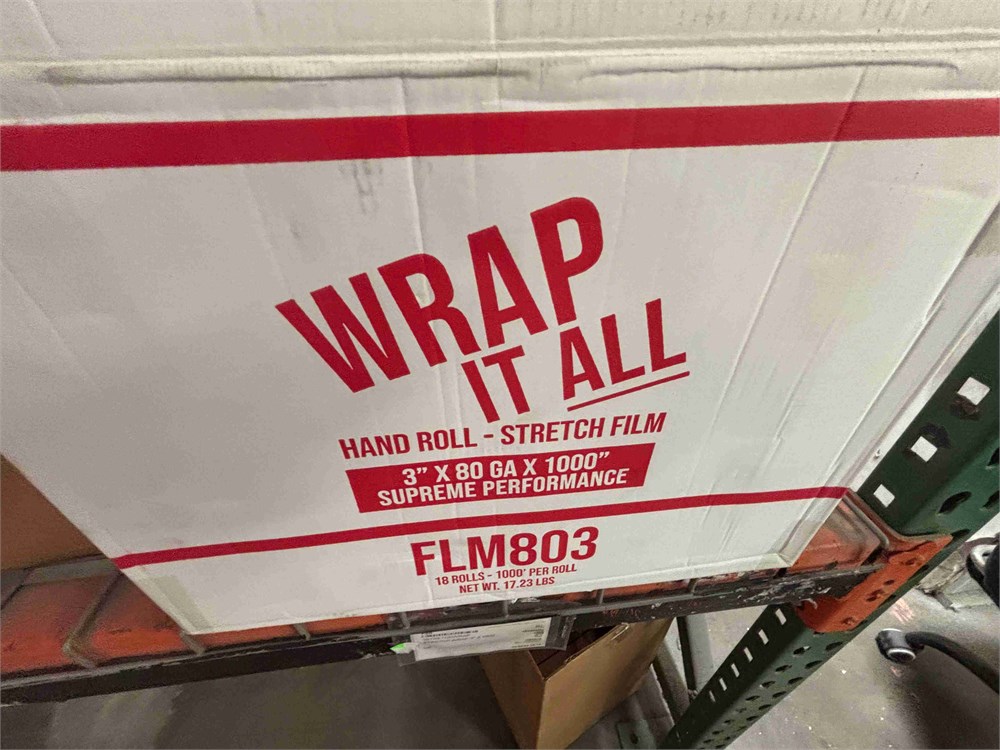 WRAP
IT ALL
HAND ROLL - STRETCH FILM
3" X 80 GA X 1000"
SUPREME PERFORMANCE
FLM803
18 ROLLS - 1000' PER ROLL
NET WT. 17.23 LBS